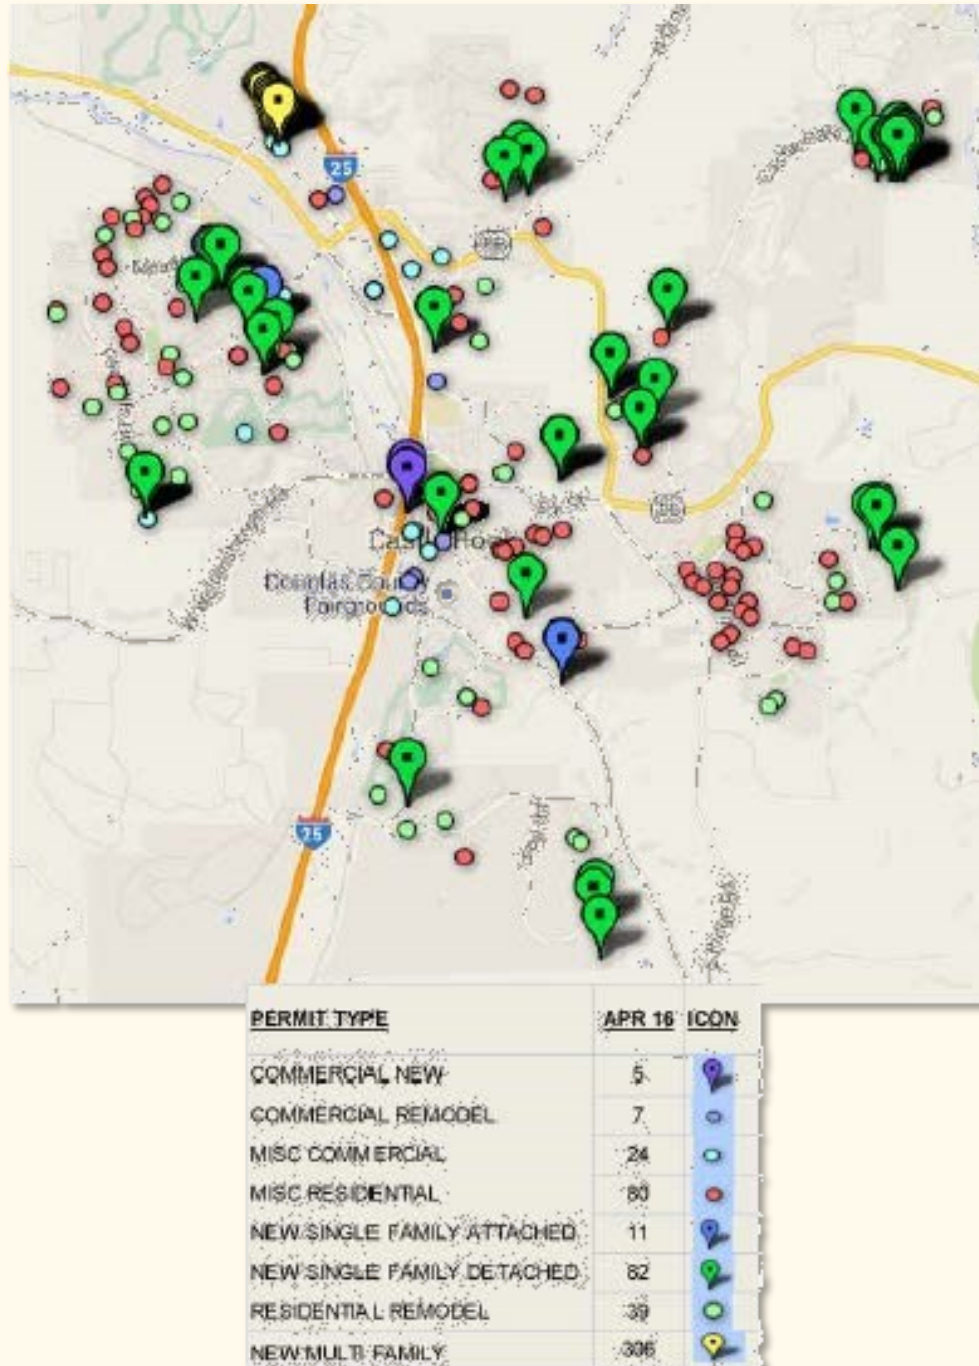 25
86
Castle Rock
Douglas County
Fairgrounds
86
25
PERMIT TYPE APR 16 ICON
COMMERCIAL NEW 5
COMMERCIAL REMODEL 7
MISC COMMERCIAL 24
MISC RESIDENTIAL 80
NEW SINGLE FAMILY ATTACHED 11
NEW SINGLE FAMILY DETACHED 82
RESIDENTIAL REMODEL 39
NEW MULTI FAMILY 306